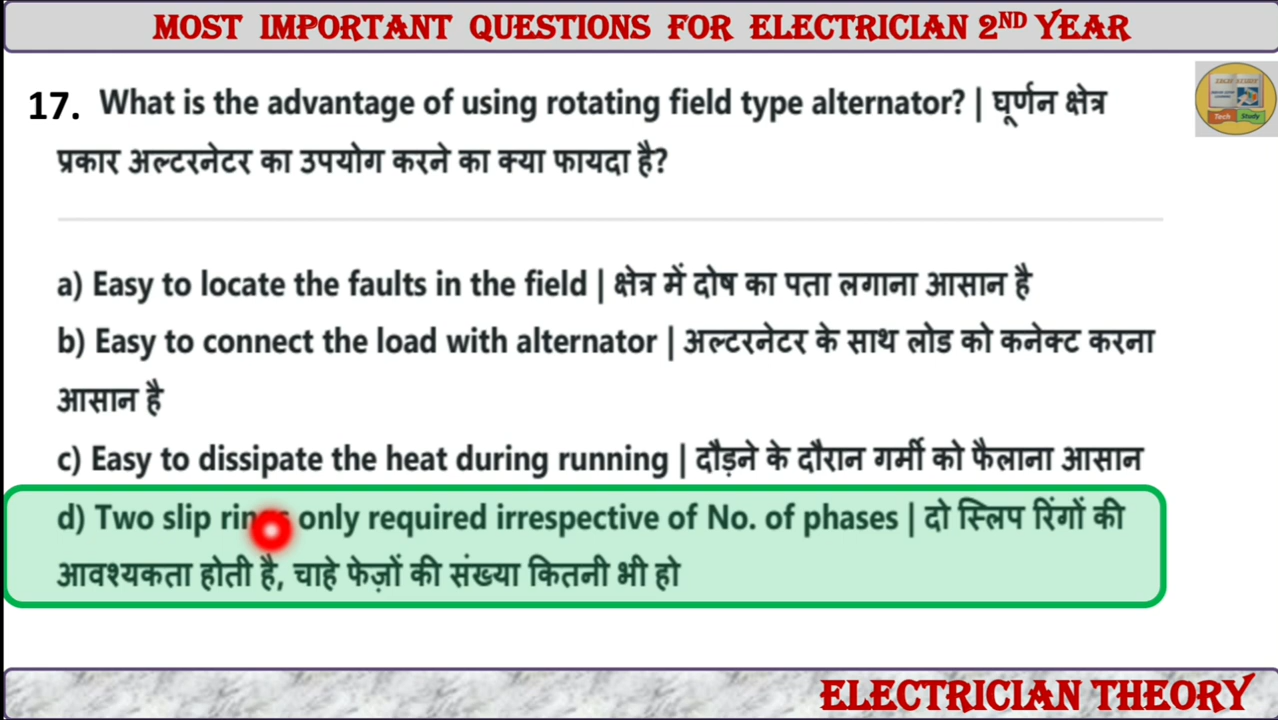 MOST IMPORTANT QUESTIONS FOR ELECTRICIAN 2ND YEAR
17. What is the advantage of using rotating field type alternator? | घूर्णन क्षेत्र
प्रकार अल्टरनेटर का उपयोग करने का क्या फायदा है?
a) Easy to locate the faults in the field | क्षेत्र में दोष का पता लगाना आसान है
b) Easy to connect the load with alternator | अल्टरनेटर के साथ लोड को कनेक्ट करना
आसान है
c) Easy to dissipate the heat during running | दौड़ने के दौरान गर्मी को फैलाना आसान
d) Two slip rings only required irrespective of No. of phases | दो स्लिप रिंगों की
आवश्यकता होती है, चाहे फेज़ों की संख्या कितनी भी हो
Tech Study
ELECTRICIAN THEORY